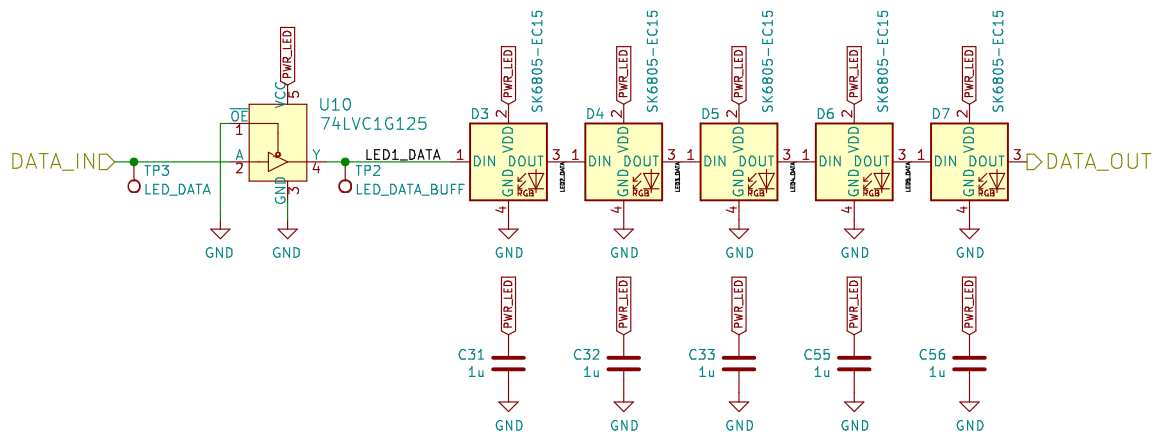 PWR_LED
VCC
5
U10
74LVC1G125
OE
1
A
2
Y
4
GND
3
DATA_IN
TP3
LED_DATA
TP2
LED_DATA_BUFF
LED1_DATA
GND
GND
PWR_LED
SK6805-EC15
D3
2
VDD
1
DIN
DOUT
3
GND
RGB
4
GND
LED2_DATA
PWR_LED
SK6805-EC15
D4
2
VDD
1
DIN
DOUT
3
GND
RGB
4
GND
LED3_DATA
PWR_LED
SK6805-EC15
D5
2
VDD
1
DIN
DOUT
3
GND
RGB
4
GND
LED4_DATA
PWR_LED
SK6805-EC15
D6
2
VDD
1
DIN
DOUT
3
GND
RGB
4
GND
LED5_DATA
PWR_LED
SK6805-EC15
D7
2
VDD
1
DIN
DOUT
3
GND
RGB
4
GND
DATA_OUT
PWR_LED
C31
1u
GND
PWR_LED
C32
1u
GND
PWR_LED
C33
1u
GND
PWR_LED
C55
1u
GND
PWR_LED
C56
1u
GND